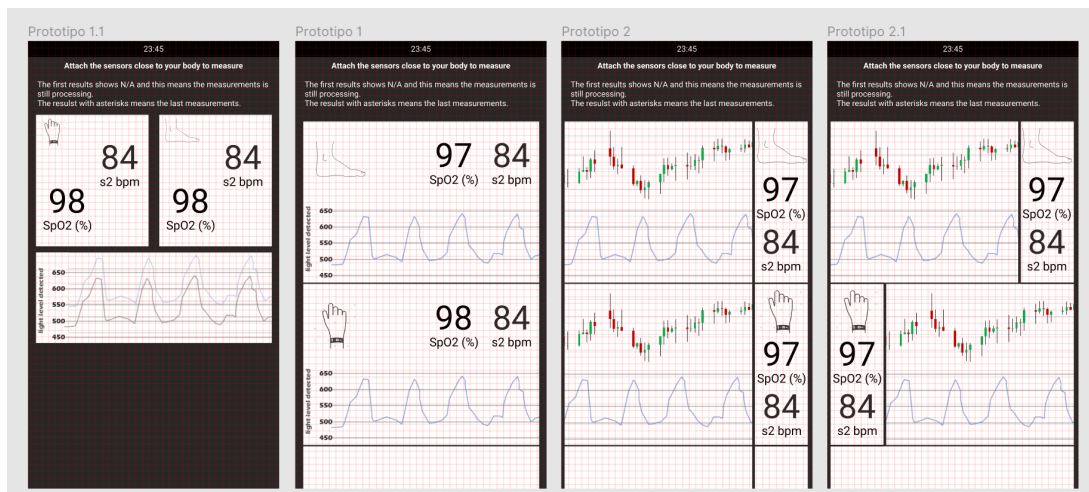 Prototipo 1.1
23:45
Attach the sensors close to your body to measure
The first results shows N/A and this means the measurements is
still processing.
The resulst with asterisks means the last measurements.
84
s2 bpm
98
SpO2 (%)
84
s2 bpm
98
SpO2 (%)
light level detected
650
600
550
500
450
Prototipo 1
23:45
Attach the sensors close to your body to measure
The first results shows N/A and this means the measurements is
still processing.
The resulst with asterisks means the last measurements.
97 84
SpO2 (%) s2 bpm
light level detected
650
600
550
500
450
98 84
SpO2 (%) s2 bpm
light level detected
650
600
550
500
450
Prototipo 2
23:45
Attach the sensors close to your body to measure
The first results shows N/A and this means the measurements is
still processing.
The resulst with asterisks means the last measurements.
97
SpO2 (%)
84
s2 bpm
97
SpO2 (%)
84
s2 bpm
Prototipo 2.1
23:45
Attach the sensors close to your body to measure
The first results shows N/A and this means the measurements is
still processing.
The resulst with asterisks means the last measurements.
97
SpO2 (%)
84
s2 bpm
97
SpO2 (%)
84
s2 bpm